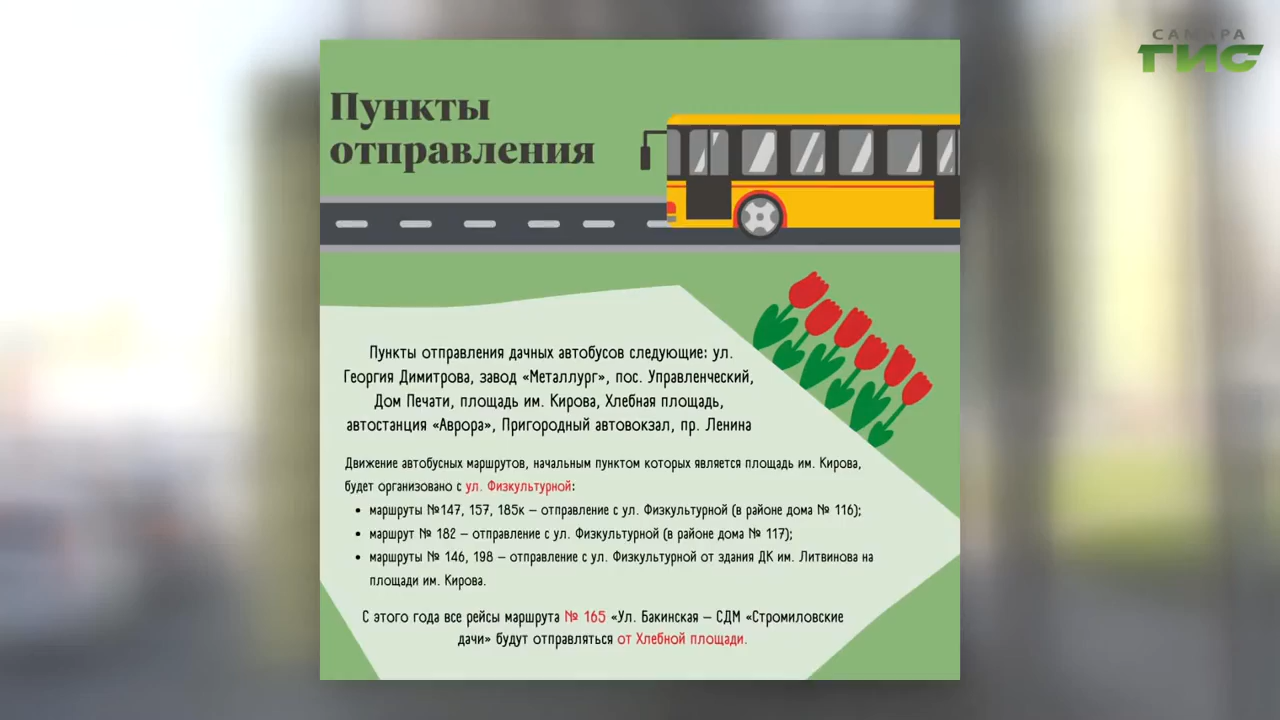 САМАРА
ГИС
Пункты
отправления
Пункты отправления дачных автобусов следующие: ул.
Георгия Димитрова, завод «Металлург», пос. Управленческий,
Дом Печати, площадь им. Кирова, Хлебная площадь,
автостанция «Аврора», Пригородный автовокзал, пр. Ленина
Движение автобусных маршрутов, начальным пунктом которых является площадь им. Кирова,
будет организовано с ул. Физкультурной:
• маршруты №147, 157, 185к – отправление с ул. Физкультурной (в районе дома № 116);
• маршрут № 182 – отправление с ул. Физкультурной (в районе дома № 117);
• маршруты № 146, 198 – отправление с ул. Физкультурной от здания ДК им. Литвинова на
площади им. Кирова.
С этого года все рейсы маршрута № 165 «Ул. Бакинская – СДМ «Стромиловские
дачи» будут отправляться от Хлебной площади.